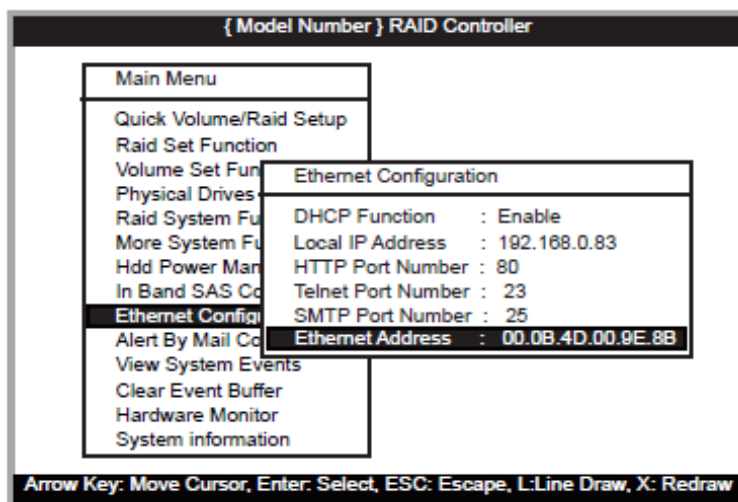 { Model Number } RAID Controller
Main Menu
Quick Volume/Raid Setup
Raid Set Function
Volume Set Fun
Physical Drives
Raid System Fu
More System Fu
Hdd Power Man
In Band SAS Co
Ethernet Configu
Alert By Mail Co
View System Events
Clear Event Buffer
Hardware Monitor
System information
Ethernet Configuration
DHCP Function : Enable
Local IP Address : 192.168.0.83
HTTP Port Number : 80
Telnet Port Number : 23
SMTP Port Number : 25
Ethernet Address : 00.0B.4D.00.9E.8B
Arrow Key: Move Cursor, Enter: Select, ESC: Escape, L:Line Draw, X: Redraw